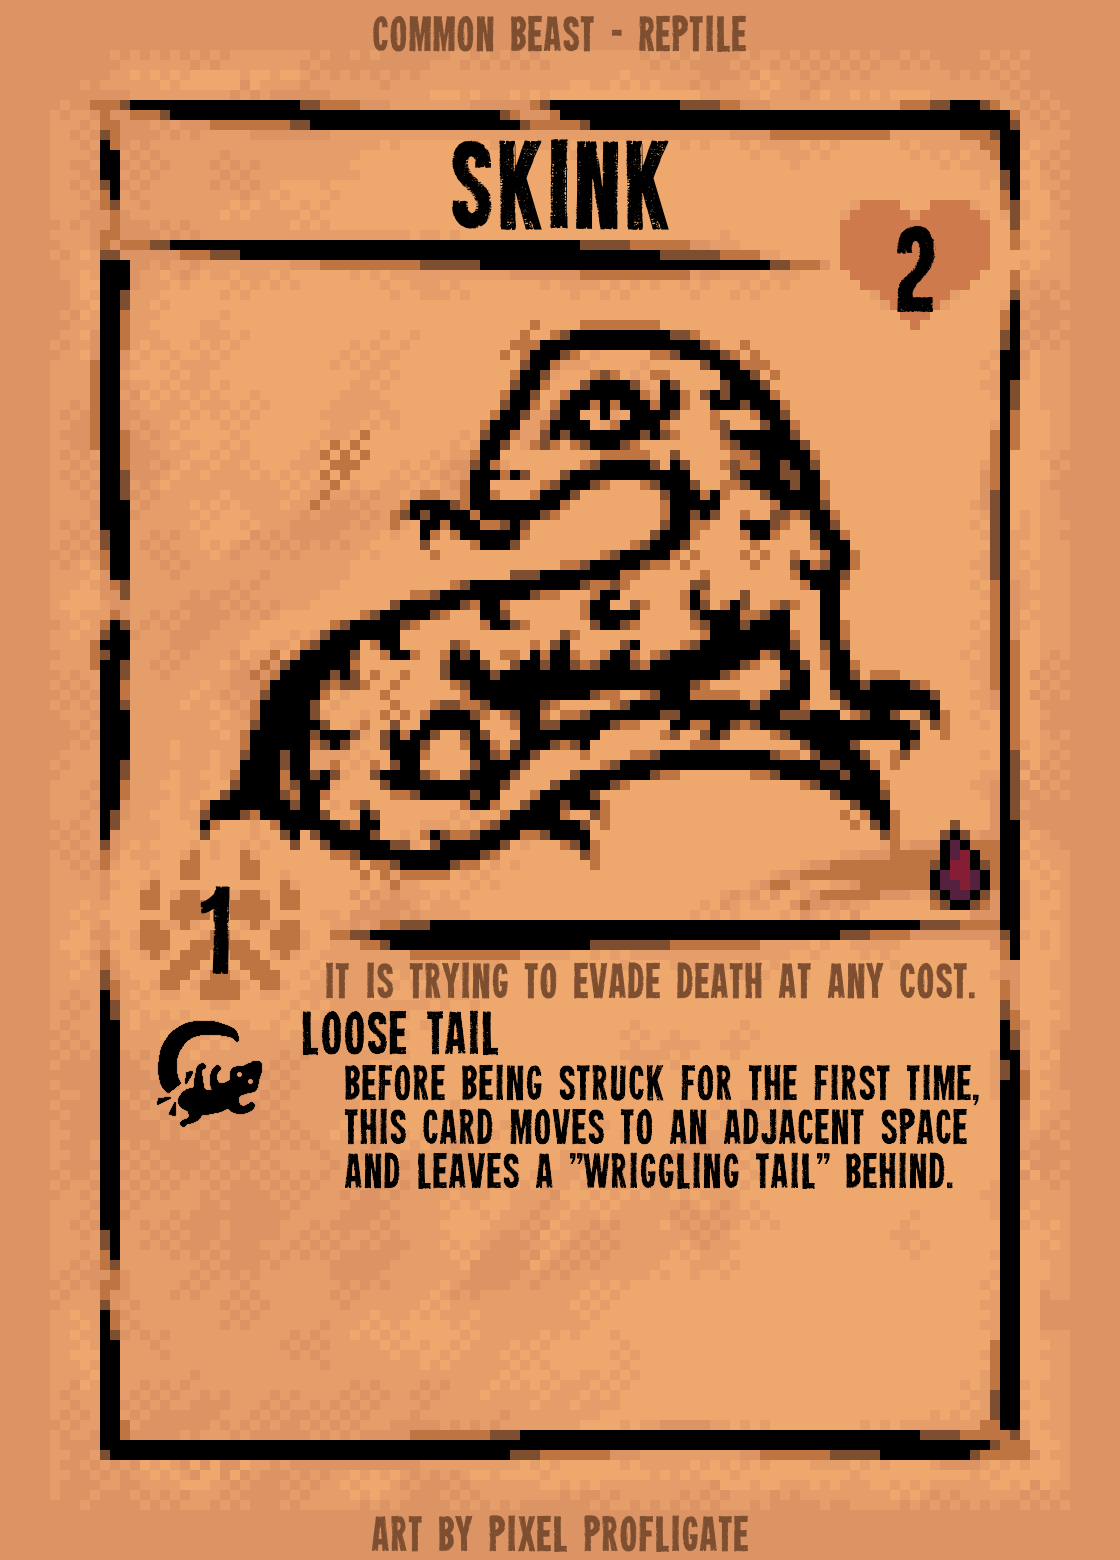 COMMON BEAST - REPTILE
SKINK
2
1
IT IS TRYING TO EVADE DEATH AT ANY COST.
LOOSE TAIL
BEFORE BEING STRUCK FOR THE FIRST TIME,
THIS CARD MOVES TO AN ADJACENT SPACE
AND LEAVES A ”WRIGGLING TAIL” BEHIND.
ART BY PIXEL PROFLIGATE